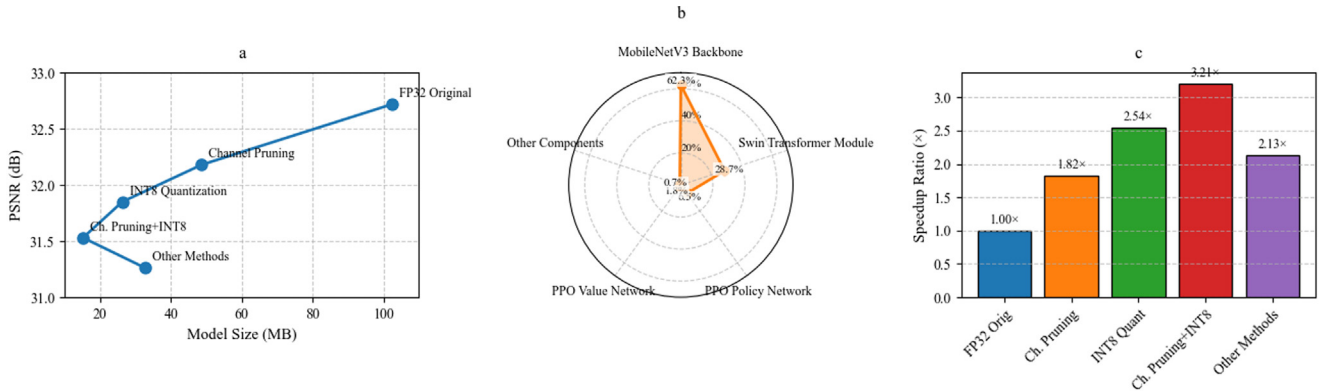 a
33.0
32.5
32.0
31.5
31.0
PSNR (dB)
FP32 Original
Channel Pruning
INT8 Quantization
Ch. Pruning+INT8
Other Methods
20
40
60
80
100
Model Size (MB)
b
MobileNetV3 Backbone
62.3%
40%
20%
Other Components
Swin Transformer Module
28.7%
0.7%
1.8%
PPO Value Network
PPO Policy Network
c
3.0
2.5
2.0
1.5
1.0
0.5
0.0
Speedup Ratio (×)
1.00×
1.82×
2.54×
3.21×
2.13×
FP32 Orig
Ch. Pruning
INT8 Quant
Ch. Pruning+INT8
Other Methods